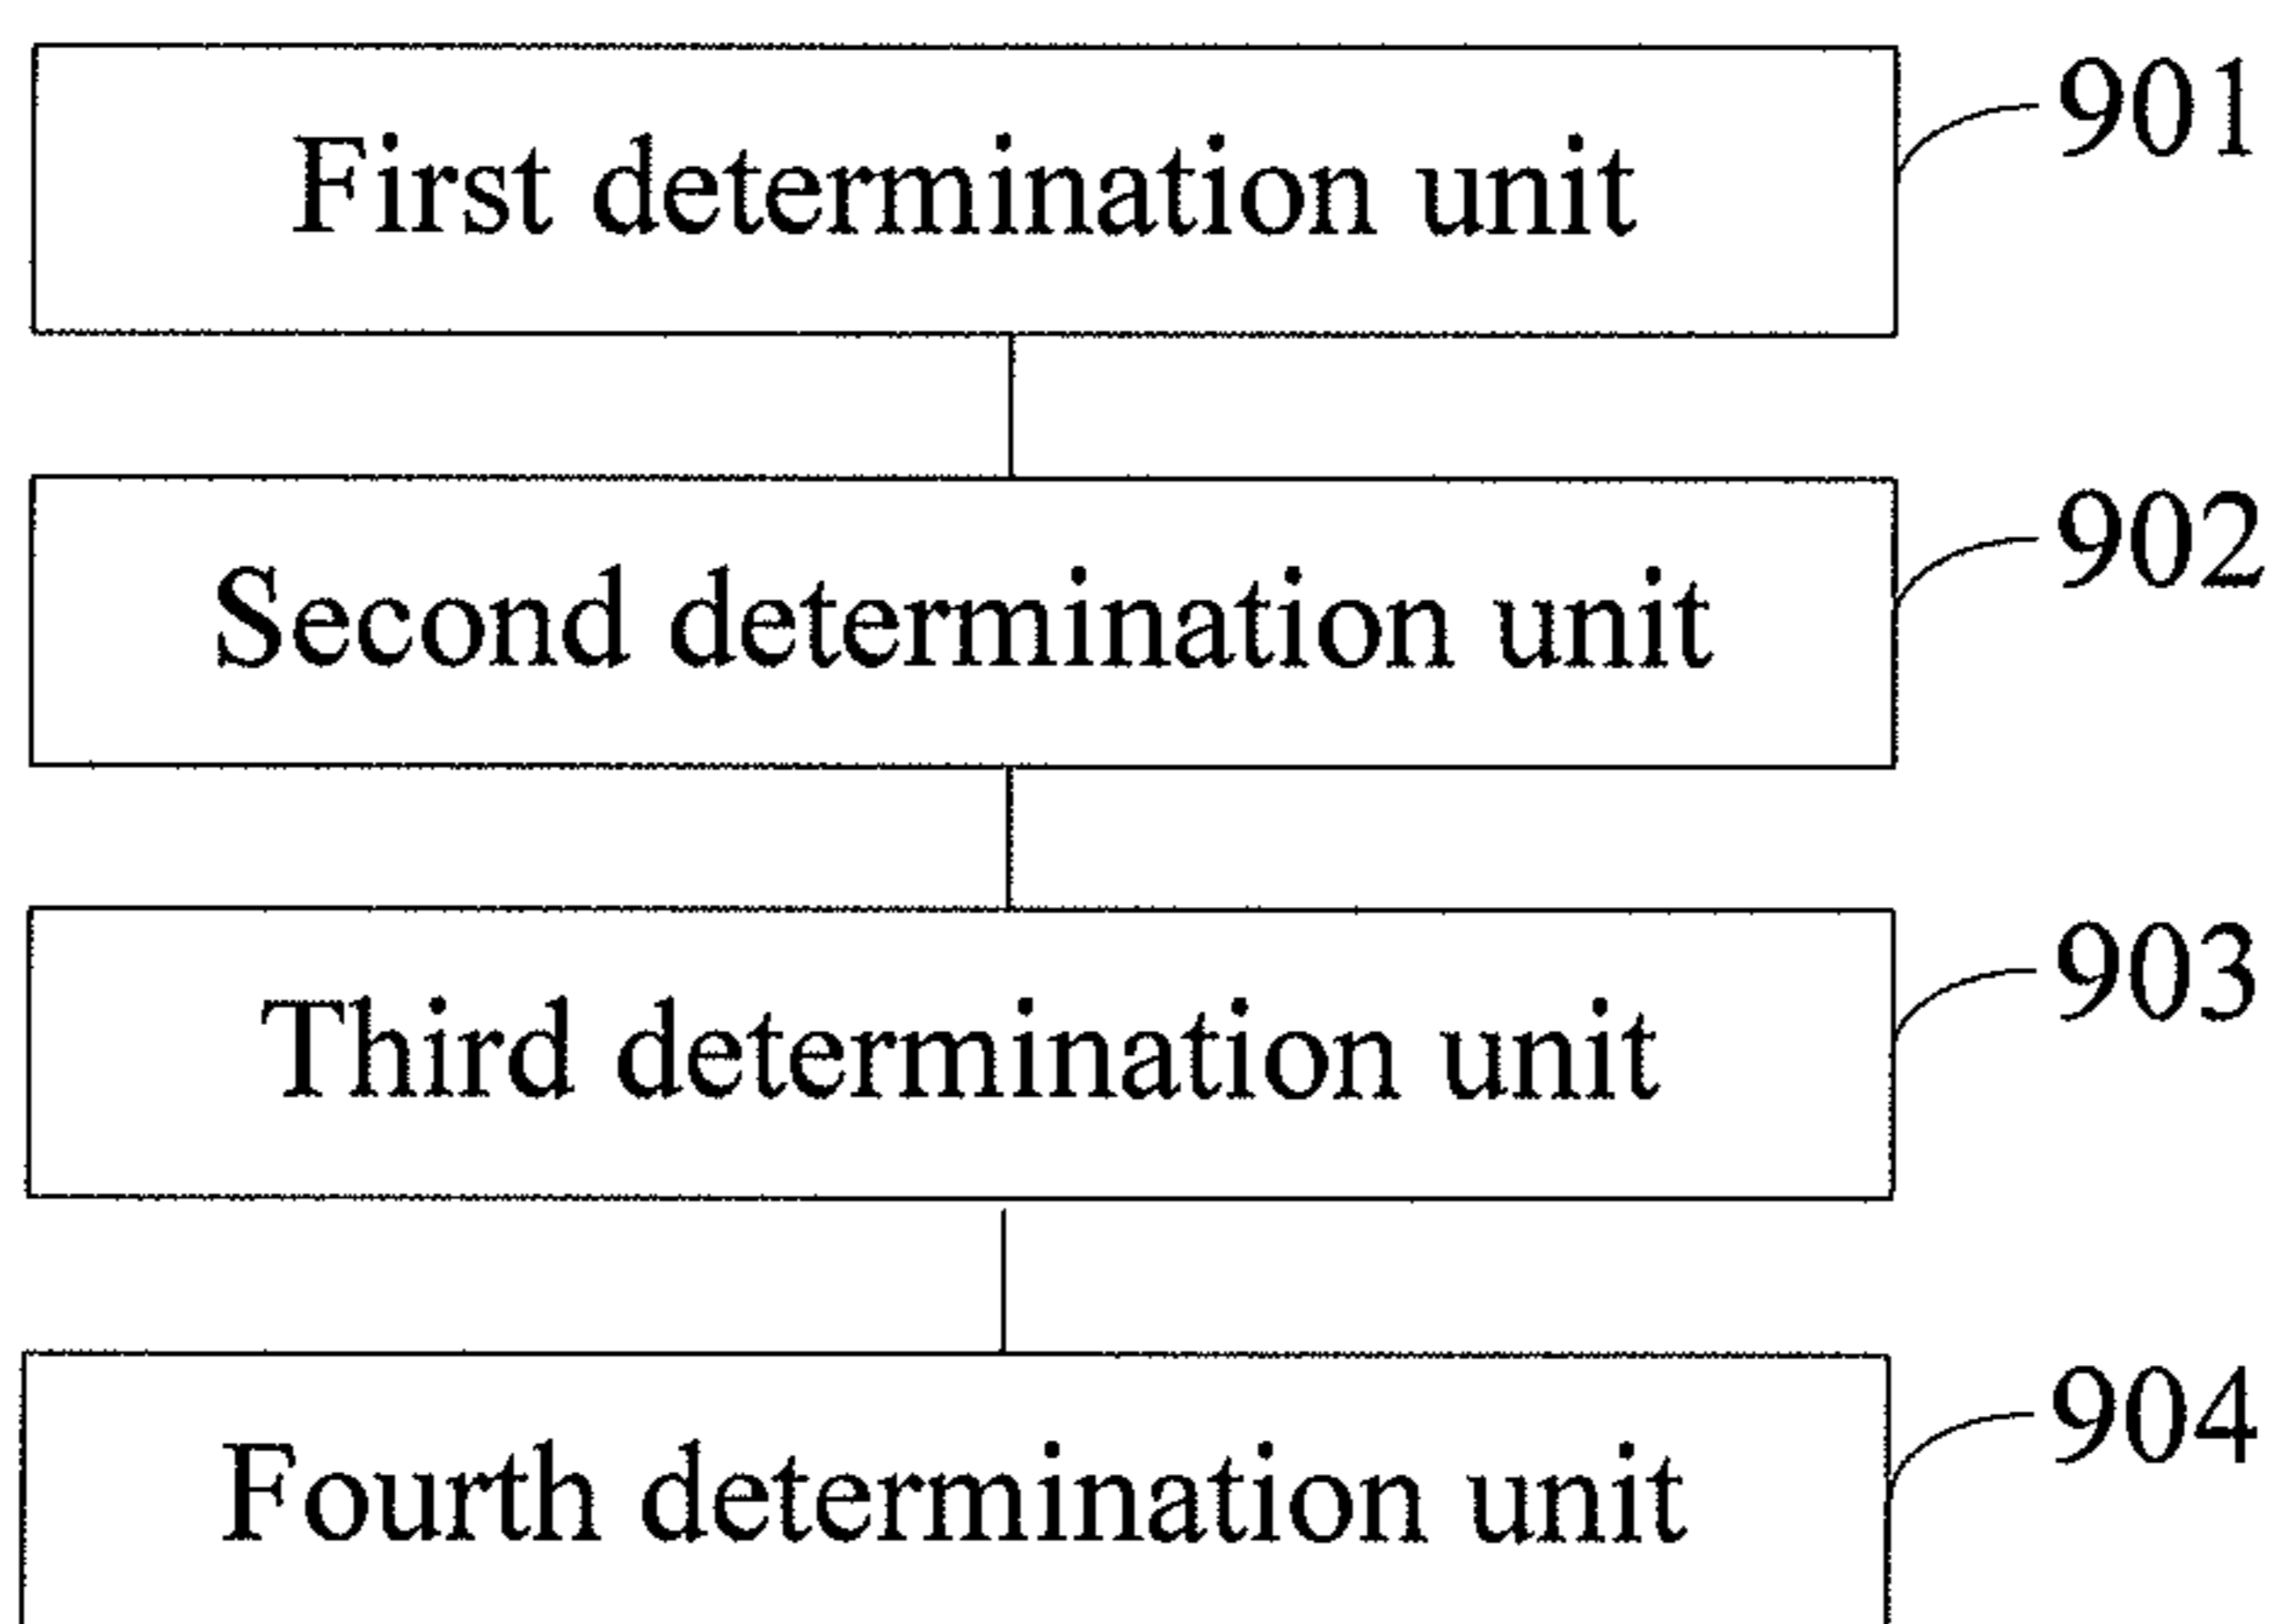 First determination unit
901
Second determination unit
902
Third determination unit
903
Fourth determination unit
904